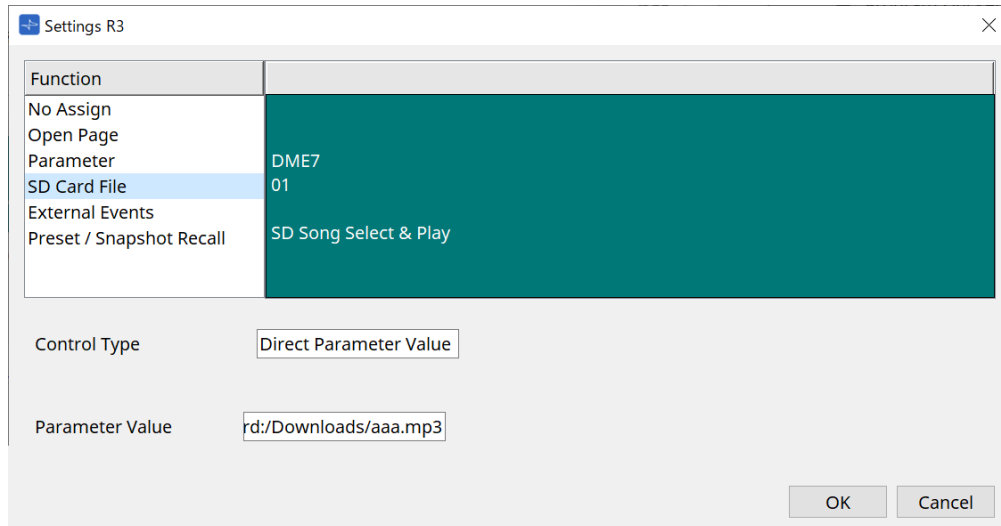 Settings R3
Function
No Assign
Open Page
Parameter
SD Card File
External Events
Preset / Snapshot Recall
DME7
01
SD Song Select & Play
Control Type
Direct Parameter Value
Parameter Value
rd:/Downloads/aaa.mp3
OK
Cancel